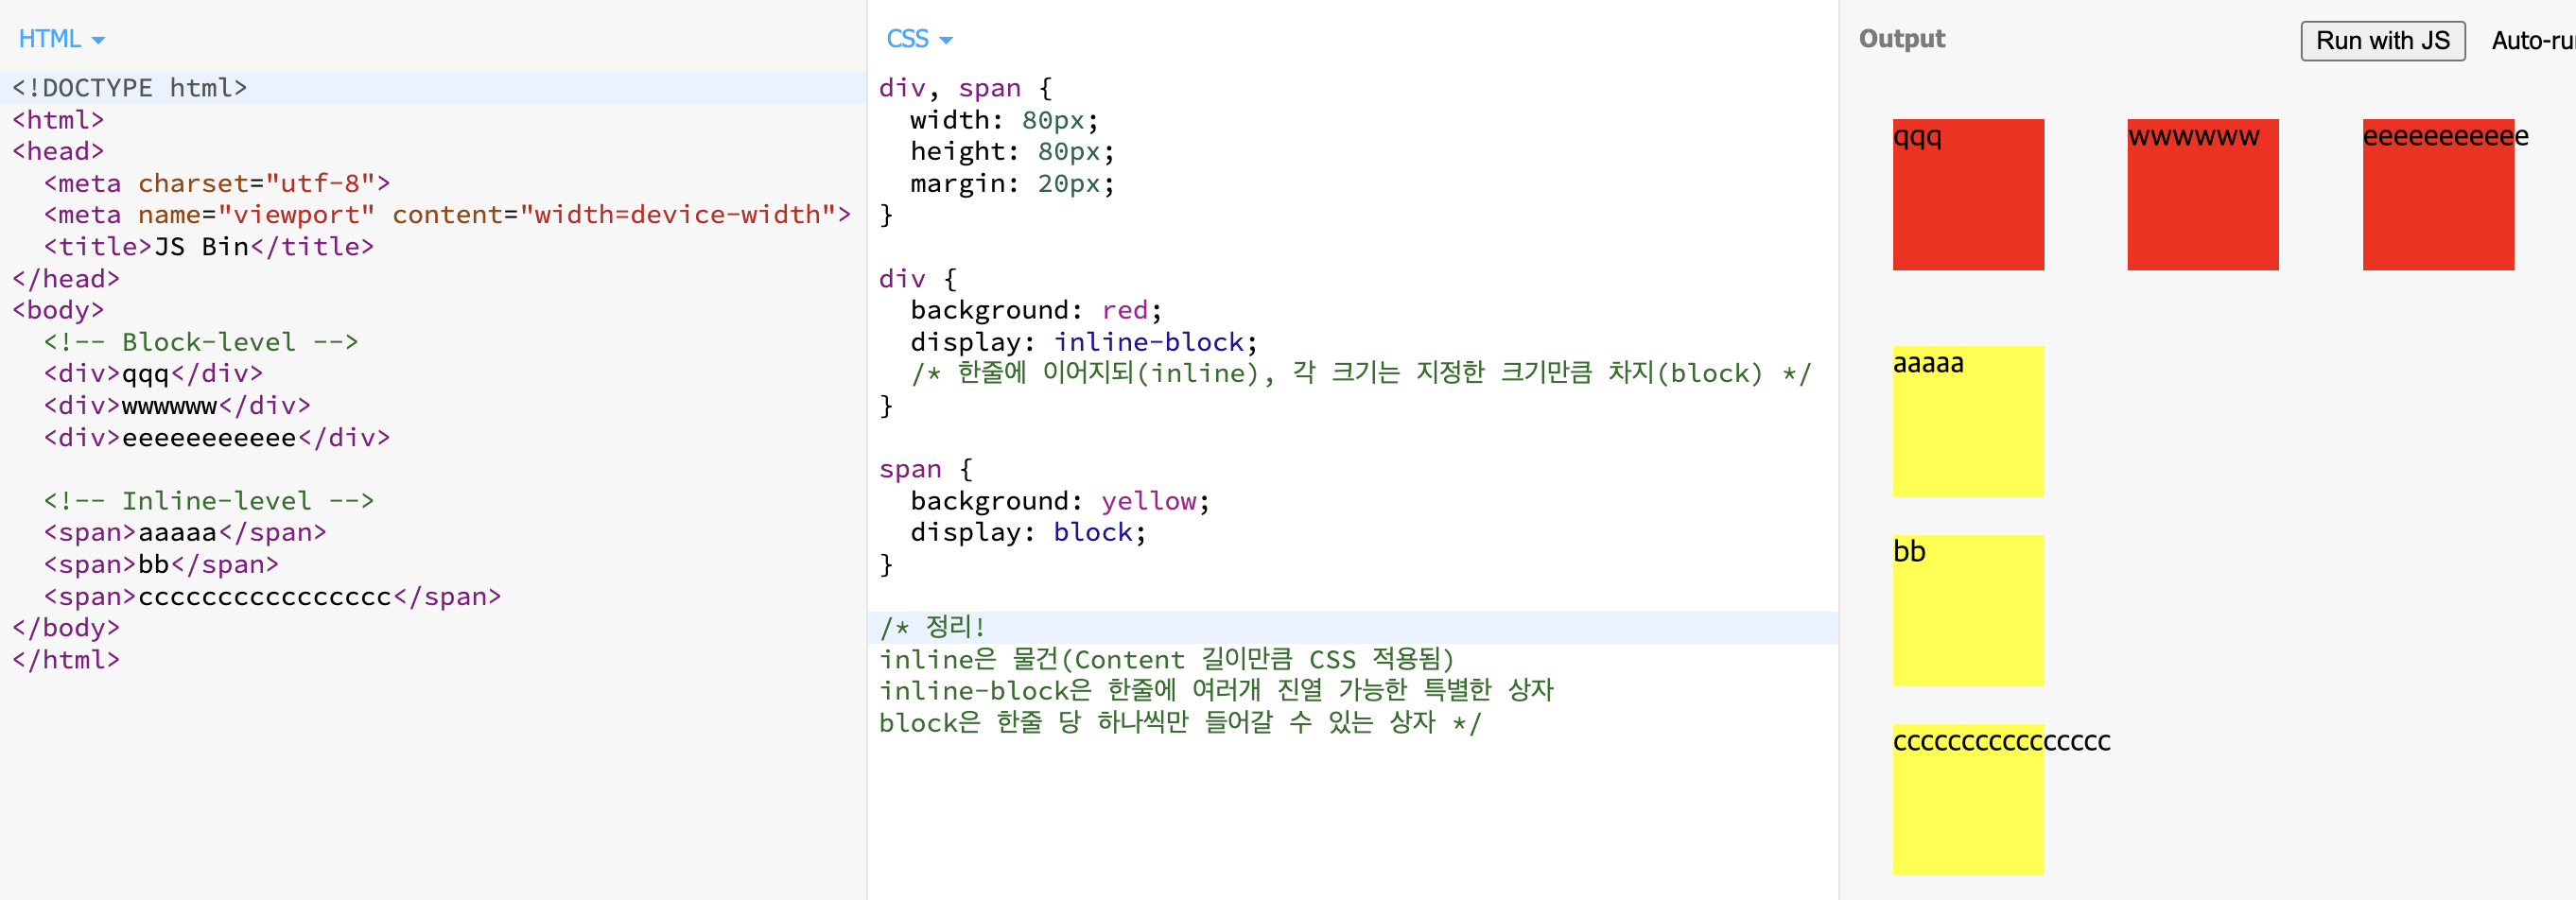 HTML
<!DOCTYPE html>
<html>
<head>
  <meta charset="utf-8">
  <meta name="viewport" content="width=device-width">
  <title>JS Bin</title>
</head>
<body>
  <!-- Block-level -->
  <div>qqq</div>
  <div>wwwwww</div>
  <div>eeeeeeeeeee</div>
  <!-- Inline-level -->
  <span>aaaaa</span>
  <span>bb</span>
  <span>cccccccccccccccc</span>
</body>
</html>
CSS
div, span {
  width: 80px;
  height: 80px;
  margin: 20px;
}
div {
  background: red;
  display: inline-block;
  /* 한줄에 이어지되(inline), 각 크기는 지정한 크기만큼 차지(block) */
}
span {
  background: yellow;
  display: block;
}
/* 정리!
inline은 물건(Content 길이만큼 CSS 적용됨)
inline-block은 한줄에 여러개 진열 가능한 특별한 상자
block은 한줄 당 하나씩만 들어갈 수 있는 상자 */
Output Run with JS Auto-ru
qqq wwwwww eeeeeeeeeee
aaaaa
bb
cccccccccccccccc